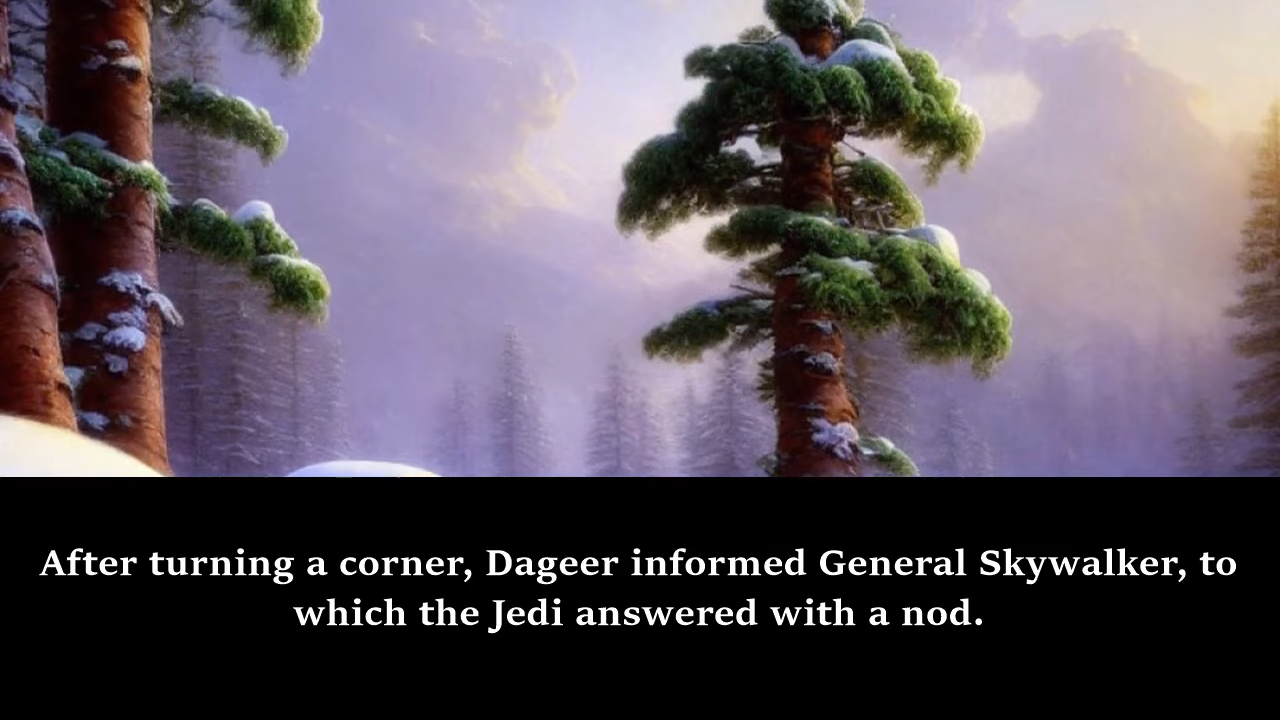 After turning a corner, Dageer informed General Skywalker, to
which the Jedi answered with a nod.